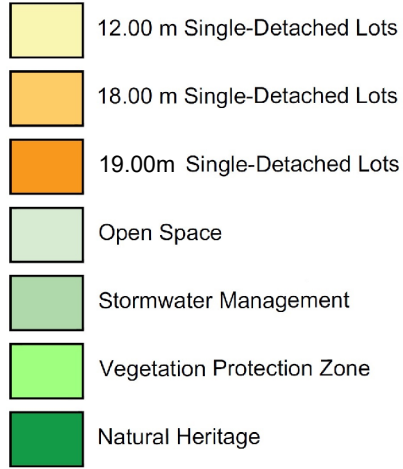 12.00 m Single-Detached Lots
18.00 m Single-Detached Lots
19.00m Single-Detached Lots
Open Space
Stormwater Management
Vegetation Protection Zone
Natural Heritage